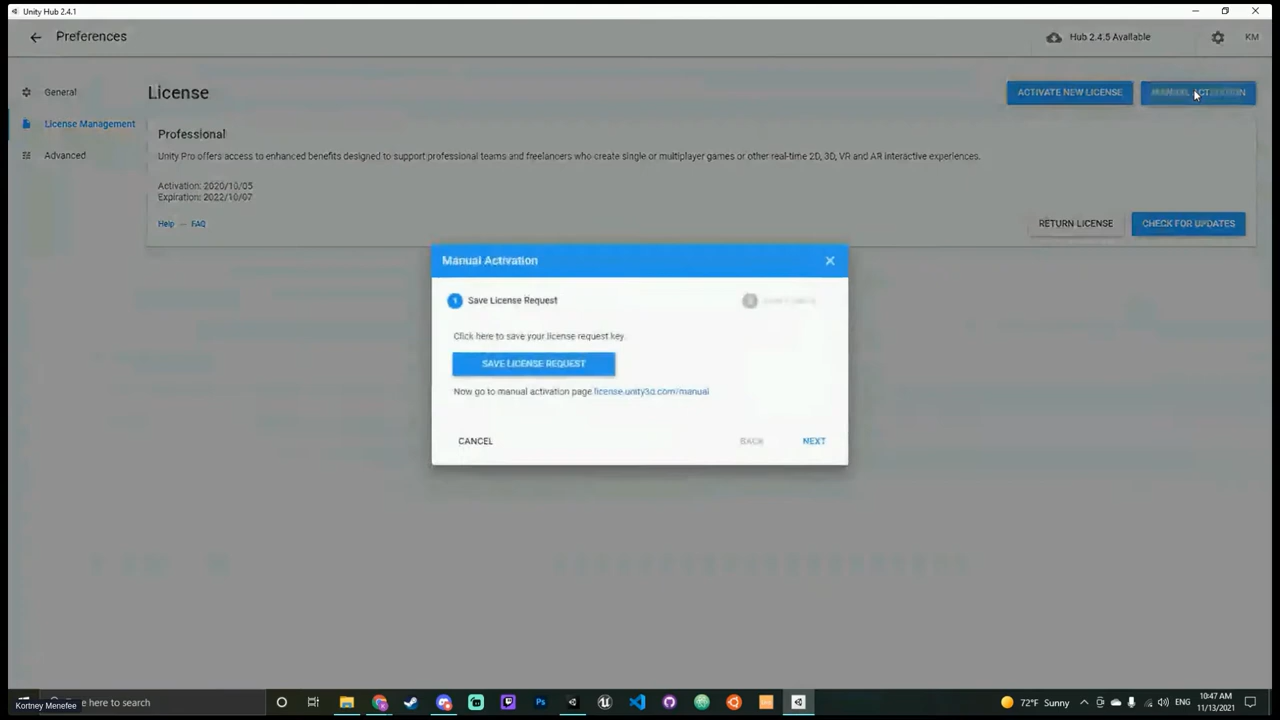 Unity Hub 2.4.1
Preferences
Hub 2.4.5 Available
KM
General
License Management
Advanced
License
ACTIVATE NEW LICENSE
MANUAL ACTIVATION
Professional
Unity Pro offers access to enhanced benefits designed to support professional teams and freelancers who create single or multiplayer games or other real-time 2D, 3D, VR and AR interactive experiences.
Activation: 2020/10/05
Expiration: 2022/10/07
Help — FAQ
RETURN LICENSE
CHECK FOR UPDATES
Manual Activation
1 Save License Request
2
Click here to save your license request key.
SAVE LICENSE REQUEST
Now go to manual activation page license.unity3d.com/manual
CANCEL
BACK
NEXT
here to search
Kortney Menefee
Ps
72°F Sunny
ENG
10:47 AM
11/13/2021